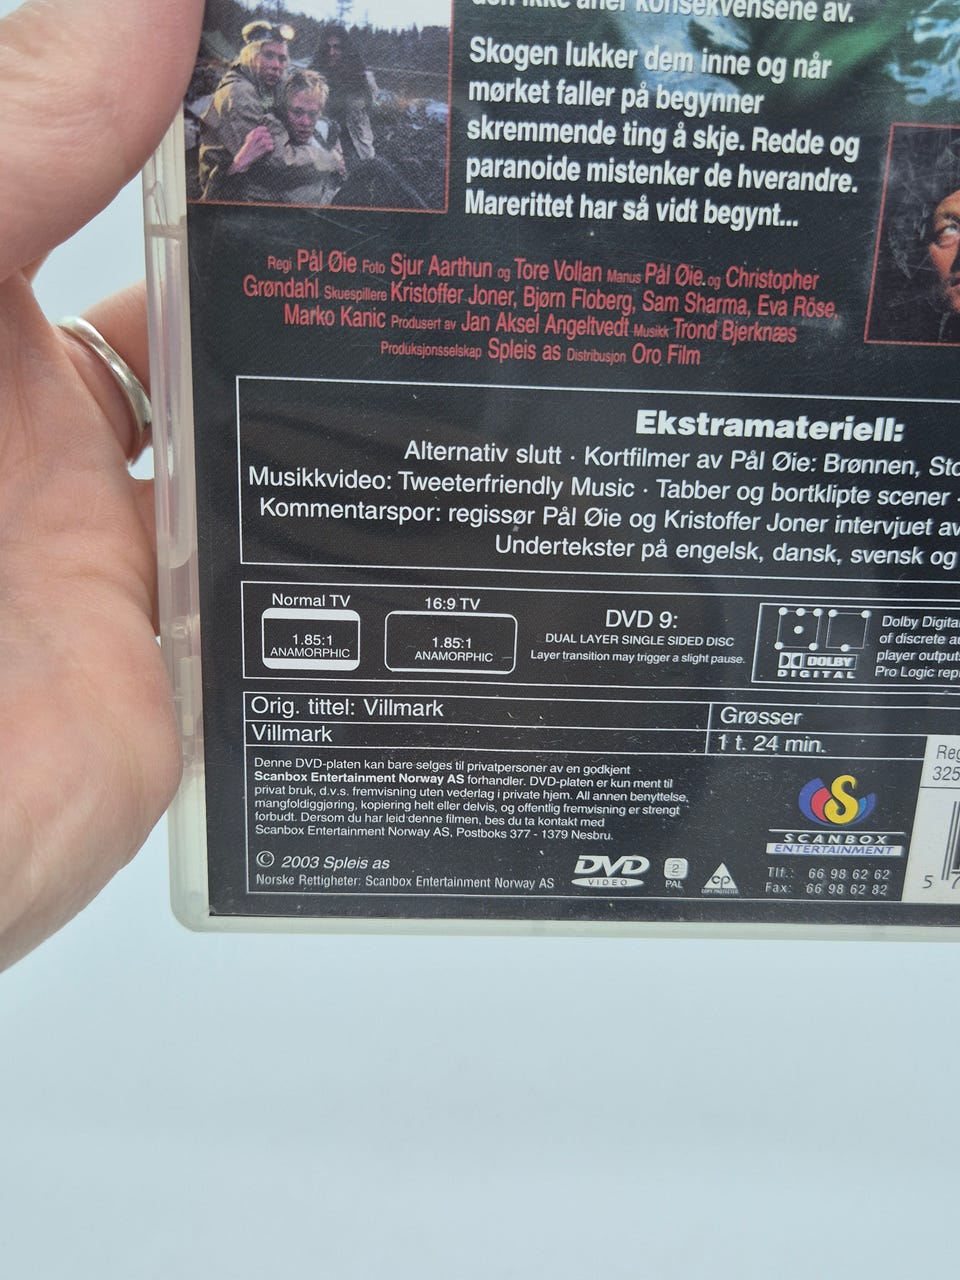 konsekvensene av.
Skogen lukker dem inne og når
mørket faller på begynner
skremmende ting å skje. Redde og
paranoide mistenker de hverandre.
Marerittet har så vidt begynt...
Regi Pål Øie Foto Sjur Aarthun og Tore Vollan Manus Pål Øie. og Christopher
Grøndahl Skuespillere Kristoffer Joner, Bjørn Floberg, Sam Sharma, Eva Röse,
Marko Kanic Produsert av Jan Aksel Angeltvedt Musikk Trond Bjerknæs
Produksjonsselskap Spleis as Distribusjon Oro Film
Ekstramateriell:
Alternativ slutt · Kortfilmer av Pål Øie: Brønnen,
Musikkvideo: Tweeterfriendly Music · Tabber og bortklipte scener
Kommentarspor: regissør Pål Øie og Kristoffer Joner intervjuet av
Undertekster på engelsk, dansk, svensk og
Normal TV
1.85:1
ANAMORPHIC
16:9 TV
1.85:1
ANAMORPHIC
DVD 9:
DUAL LAYER SINGLE SIDED DISC
Layer transition may trigger a slight pause.
DOLBY
DIGITAL
Dolby Digital
of discrete
player
Pro Logic
Orig. tittel: Villmark
Villmark
Grøsser
1 t. 24 min.
Denne DVD-platen kan bare selges til privatpersoner av en godkjent
Scanbox Entertainment Norway AS forhandler. DVD-platen er kun ment til
privat bruk, d.v.s. fremvisning uten vederlag i private hjem. All annen benyttelse,
mangfoldiggjøring, kopiering helt eller delvis, og offentlig fremvisning er strengt
forbudt. Dersom du har leid denne filmen, bes du ta kontakt med
Scanbox Entertainment Norway AS, Postboks 377 - 1379 Nesbru.
© 2003 Spleis as
Norske Rettigheter: Scanbox Entertainment Norway AS
DVD
VIDEO
2
PAL
cp
COPY PROTECTED
S
SCANBOX
ENTERTAINMENT
Tlf.: 66 98 62 62
Fax: 66 98 62 82
Reg
325
5